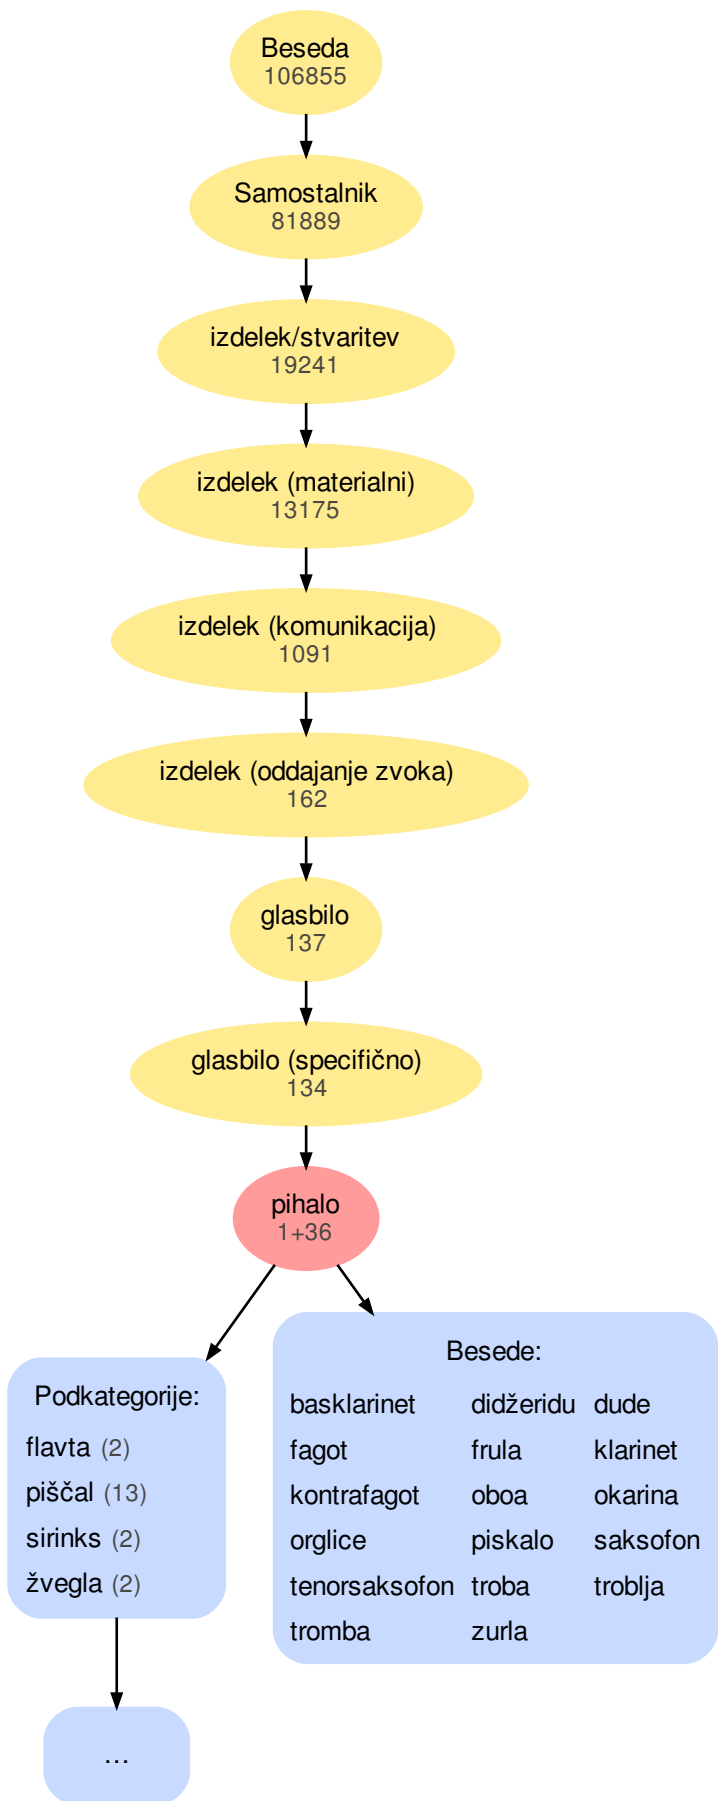 Beseda
106855
Samostalnik
81889
izdelek/stvaritev
19241
izdelek (materialni)
13175
izdelek (komunikacija)
1091
izdelek (oddajanje zvoka)
162
glasbilo
137
glasbilo (specifično)
134
pihalo
1+36
Podkategorije:
flavta (2)
piščal (13)
sirinks (2)
žvegla (2)
...
Besede:
basklarinet didžeridu dude
fagot frula klarinet
kontrafagot oboa okarina
orglice piskalo saksofon
tenorsaksofon troba troblja
tromba zurla